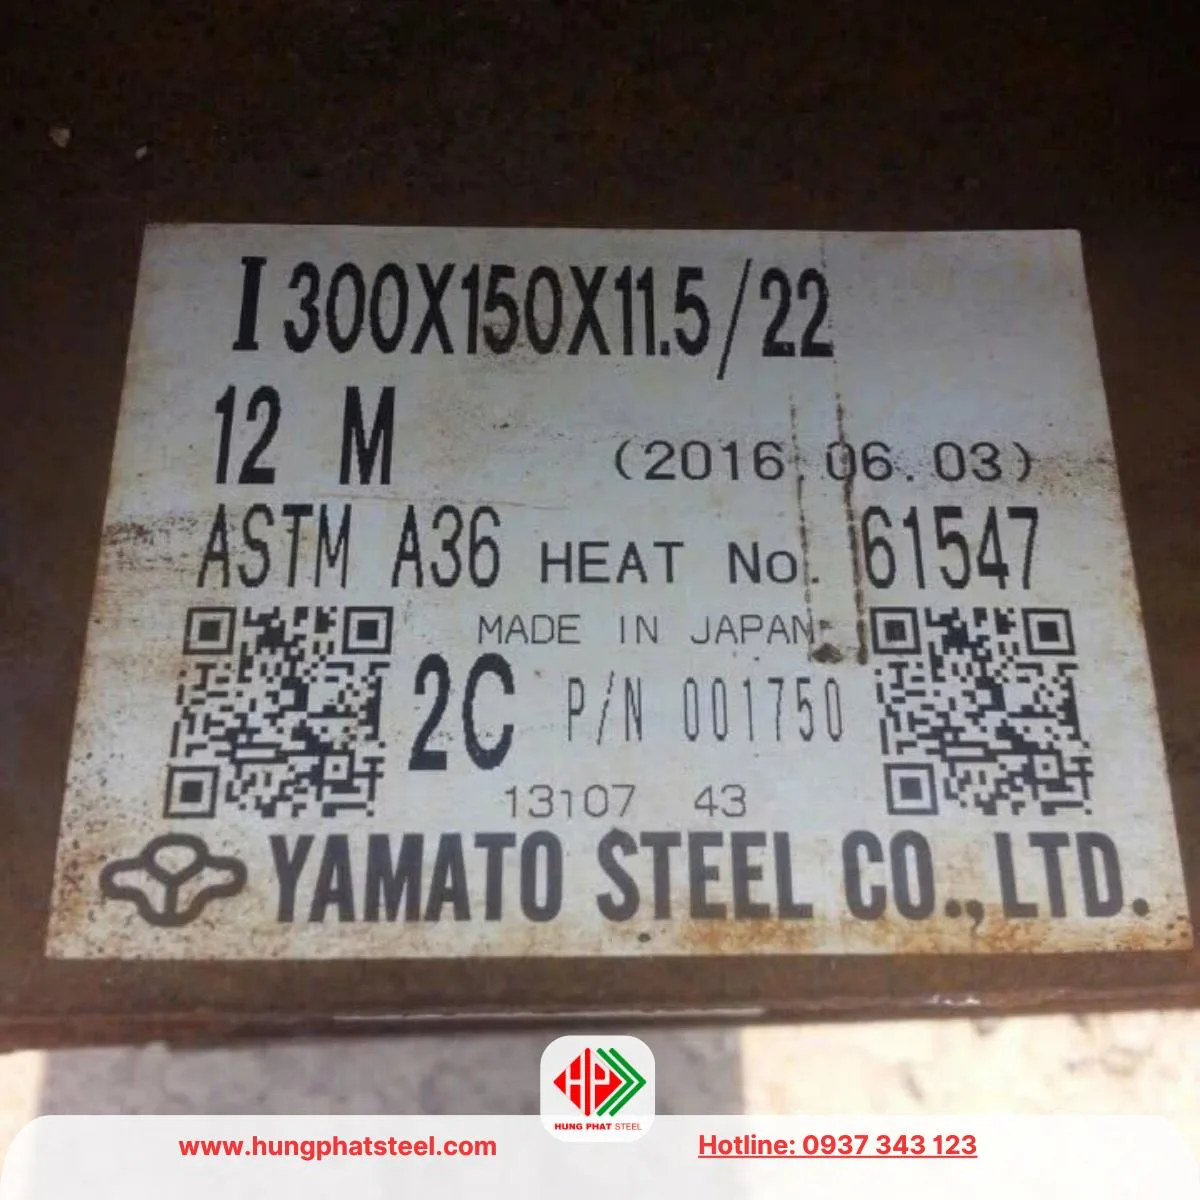 I 300X150X11.5/22
12 M (2016.06.03)
ASTM A36 HEAT No. 61547
MADE IN JAPAN
2C P/N 001750
13107 43
YAMATO STEEL CO., LTD.
HP
HUNG PHAT STEEL
www.hungphatsteel.com
Hotline: 0937 343 123